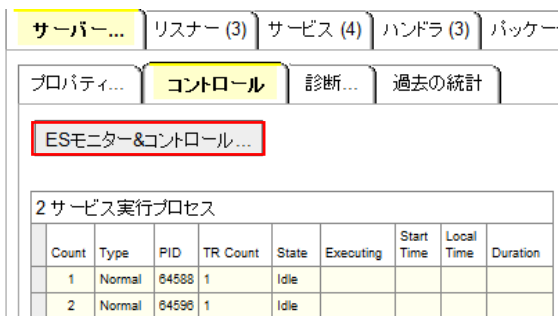 サーバー... リスナー (3) サービス (4) ハンドラ (3) パッケー
プロパティ... コントロール 診断... 過去の統計
ESモニター&コントロール...
2 サービス実行プロセス
Count Type PID TR Count State Executing Start Time Local Time Duration
1 Normal 64588 1 Idle
2 Normal 64596 1 Idle